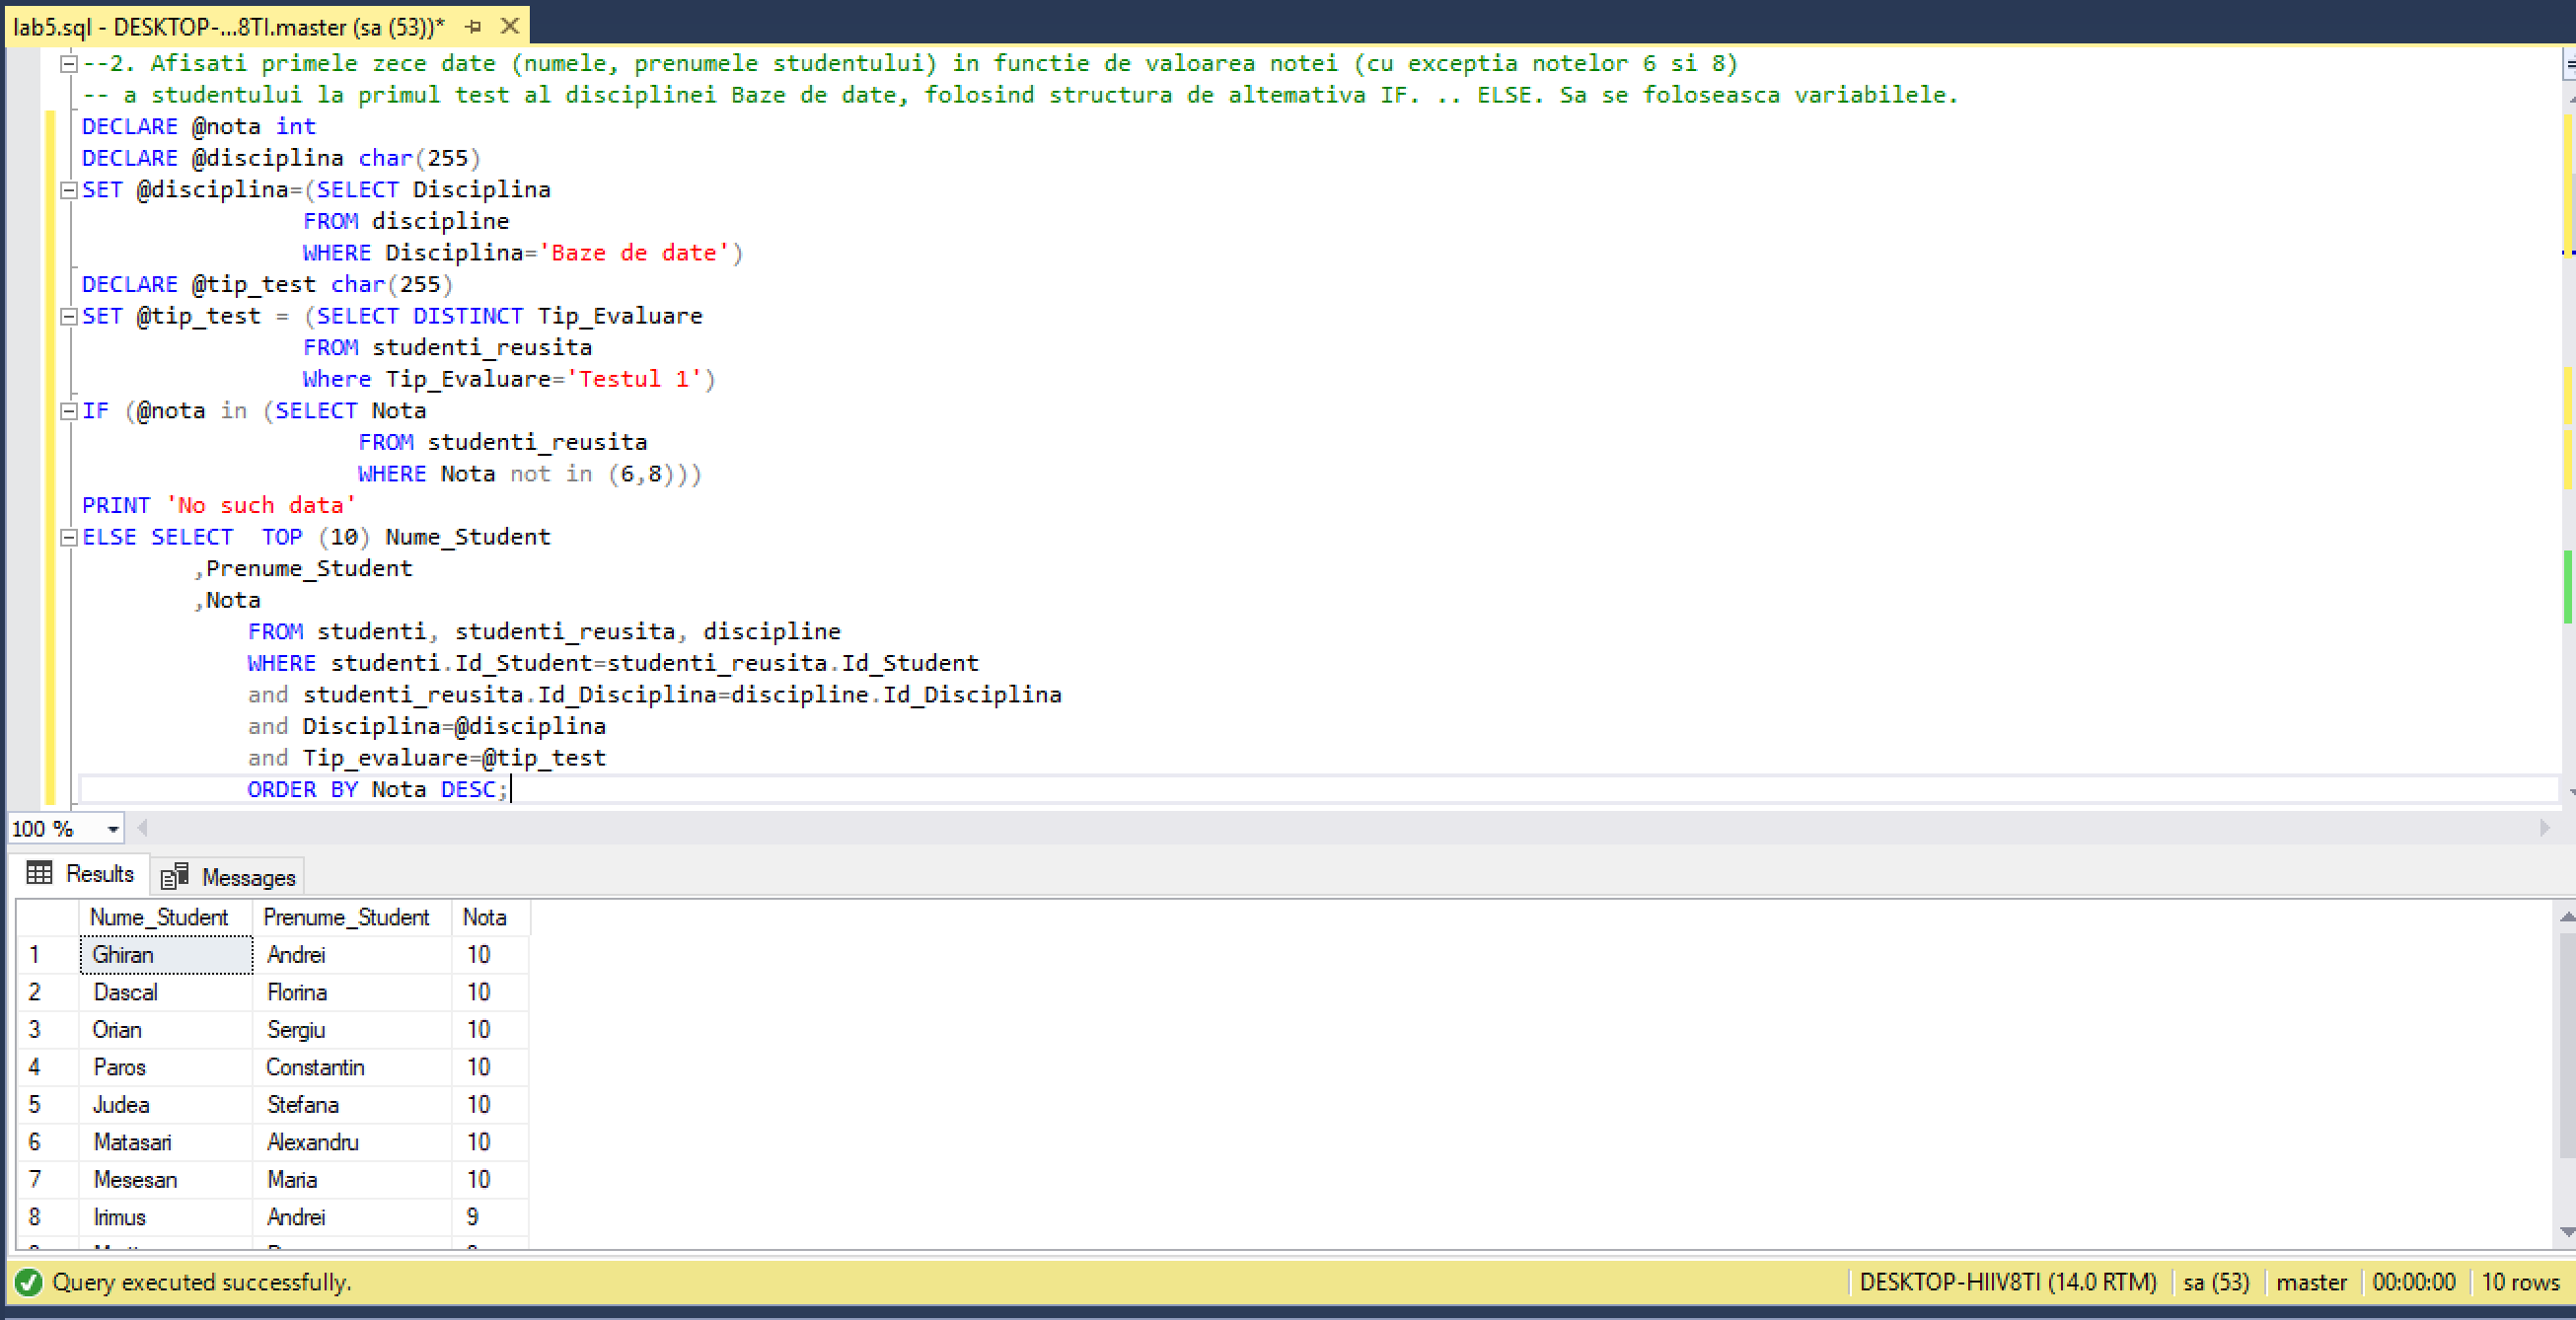 lab5.sql - DESKTOP-...8TI.master (sa (53))*
--2. Afisati primele zece date (numele, prenumele studentului) in functie de valoarea notei (cu exceptia notelor 6 si 8)
-- a studentului la primul test al disciplinei Baze de date, folosind structura de altemativa IF. .. ELSE. Sa se foloseasca variabilele.
DECLARE @nota int
DECLARE @disciplina char(255)
SET @disciplina=(SELECT Disciplina
FROM discipline
WHERE Disciplina='Baze de date')
DECLARE @tip_test char(255)
SET @tip_test = (SELECT DISTINCT Tip_Evaluare
FROM studenti_reusita
Where Tip_Evaluare='Testul 1')
IF (@nota in (SELECT Nota
FROM studenti_reusita
WHERE Nota not in (6,8)))
PRINT 'No such data'
ELSE SELECT  TOP (10) Nume_Student
,Prenume_Student
,Nota
FROM studenti, studenti_reusita, discipline
WHERE studenti.Id_Student=studenti_reusita.Id_Student
and studenti_reusita.Id_Disciplina=discipline.Id_Disciplina
and Disciplina=@disciplina
and Tip_evaluare=@tip_test
ORDER BY Nota DESC;
100 %
Results Messages
Nume_Student Prenume_Student Nota
1 Ghiran Andrei 10
2 Dascal Florina 10
3 Orian Sergiu 10
4 Paros Constantin 10
5 Judea Stefana 10
6 Matasari Alexandru 10
7 Mesesan Maria 10
8 Irimus Andrei 9
Query executed successfully. DESKTOP-HIIV8TI (14.0 RTM) sa (53) master 00:00:00 10 rows